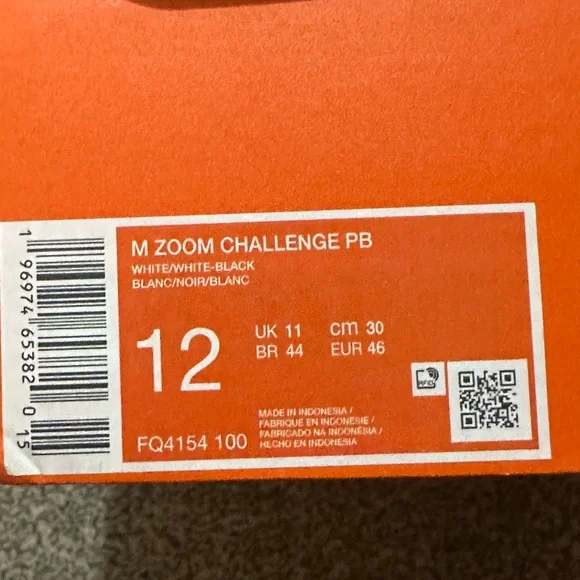 M ZOOM CHALLENGE PB
WHITE/WHITE-BLACK
BLANC/NOIR/BLANC
12
UK 11 cm 30
BR 44 EUR 46
FQ4154 100
MADE IN INDONESIA /
FABRIQUE EN INDONESIE /
FABRICADO NA INDONÉSIA /
HECHO EN INDONESIA
RFID
1 96974 65382 0 15